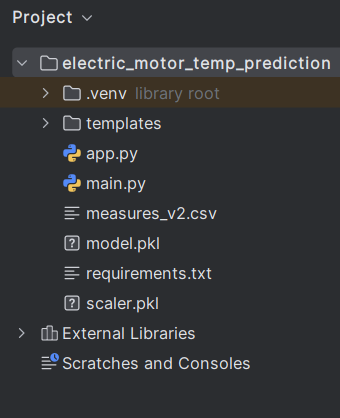 Project
electric_motor_temp_prediction
.venv library root
templates
app.py
main.py
measures_v2.csv
model.pkl
requirements.txt
scaler.pkl
External Libraries
Scratches and Consoles